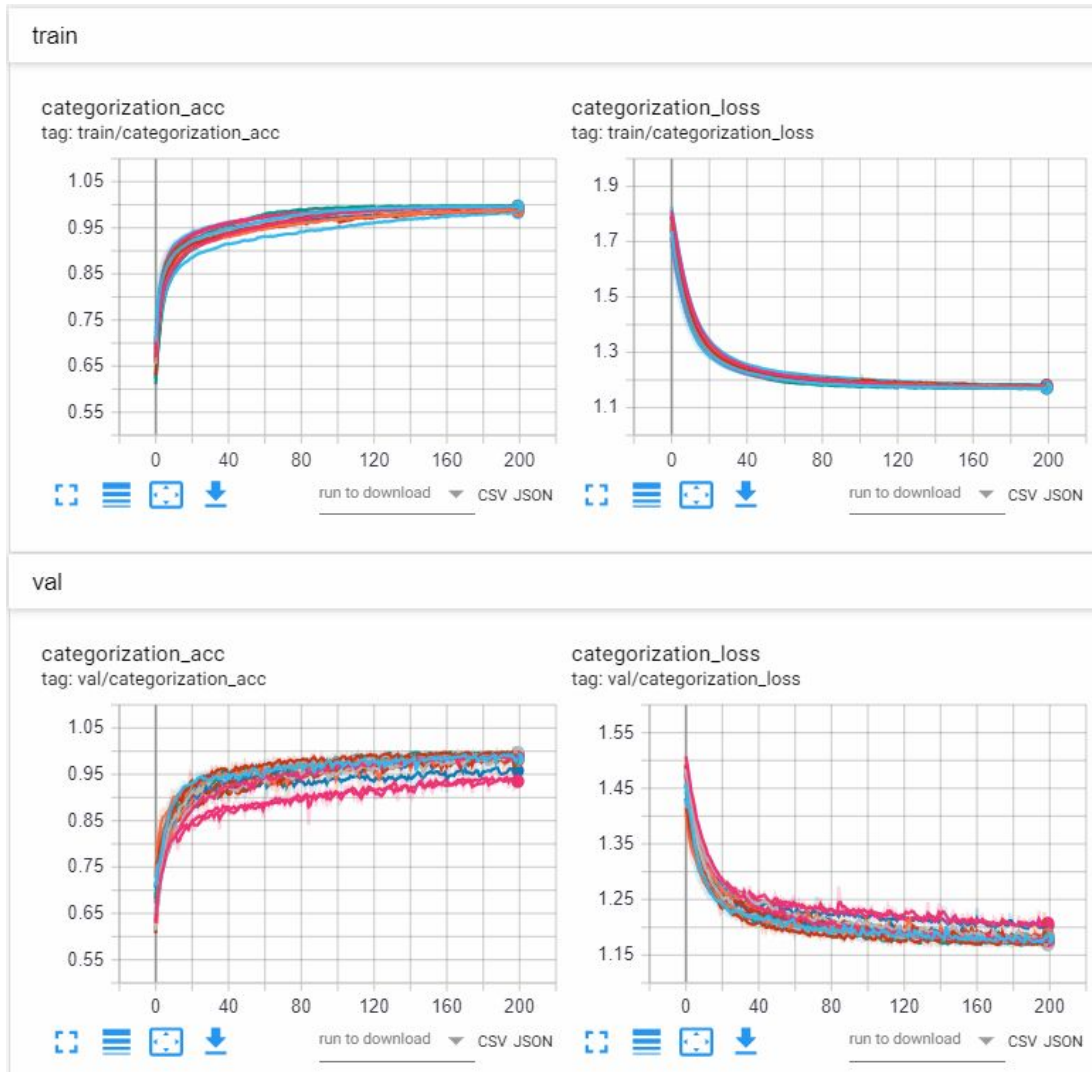 train
categorization_acc
tag: train/categorization_acc
1.05
0.95
0.85
0.75
0.65
0.55
0 40 80 120 160 200
run to download CSV JSON
categorization_loss
tag: train/categorization_loss
1.9
1.7
1.5
1.3
1.1
0 40 80 120 160 200
run to download CSV JSON
val
categorization_acc
tag: val/categorization_acc
1.05
0.95
0.85
0.75
0.65
0.55
0 40 80 120 160 200
run to download CSV JSON
categorization_loss
tag: val/categorization_loss
1.55
1.45
1.35
1.25
1.15
0 40 80 120 160 200
run to download CSV JSON